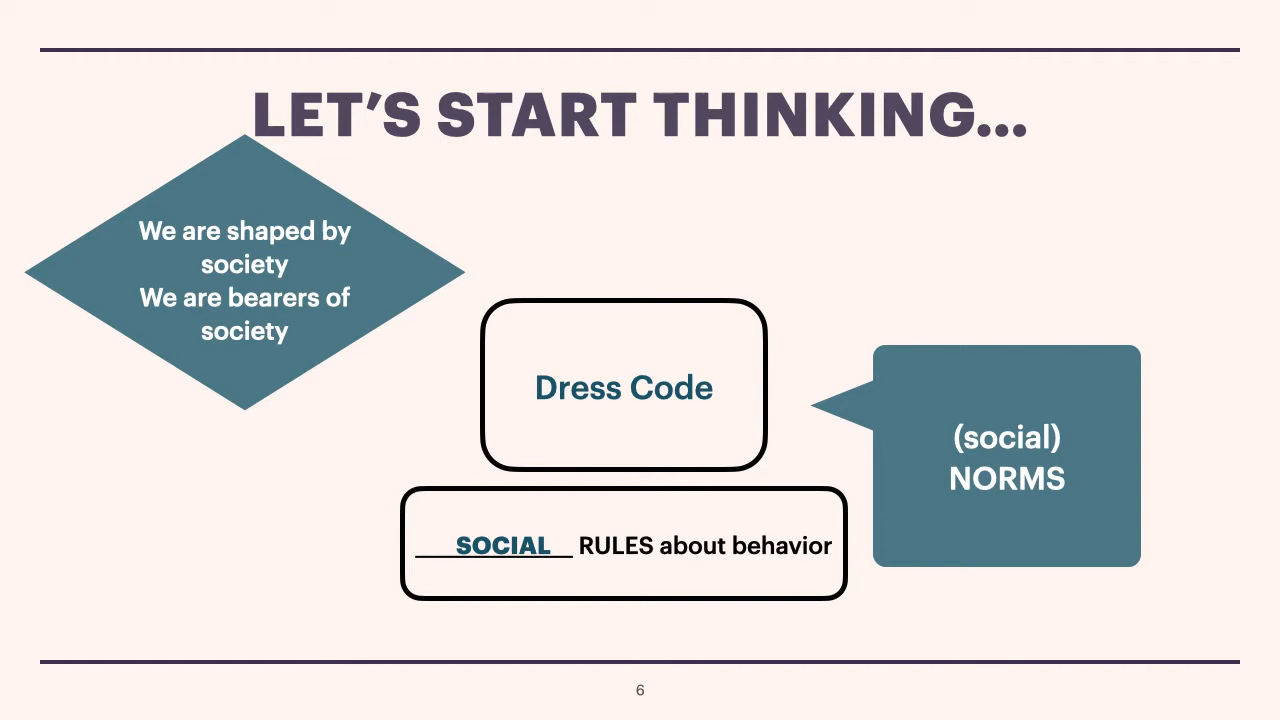 LET’S START THINKING...
We are shaped by
society
We are bearers of
society
Dress Code
(social)
NORMS
___SOCIAL__ RULES about behavior
6